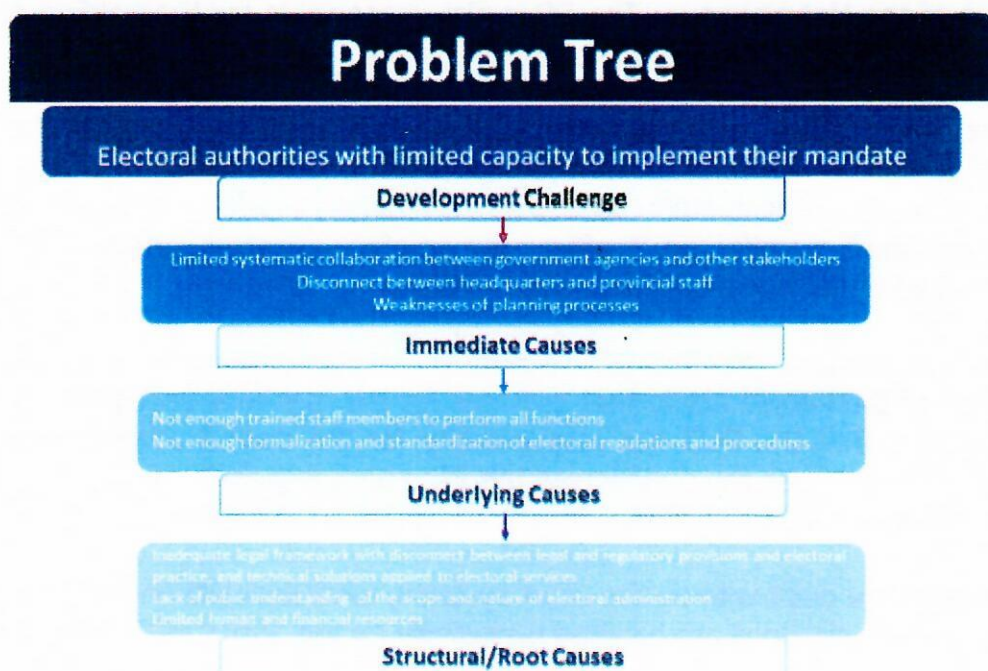 Problem Tree
Electoral authorities with limited capacity to implement their mandate
Development Challenge
Limited systematic collaboration between government agencies and other stakeholders
Disconnect between headquarters and provincial staff
Weaknesses of planning processes
Immediate Causes
Not enough trained staff members to perform all functions
Not enough formalization and standardization of electoral regulations and procedures
Underlying Causes
Inadequate legal framework with disconnect between legal and regulatory provisions and electoral
practice, and technical solutions applied to electoral services
Lack of public understanding of the scope and nature of electoral administration
Limited human and financial resources
Structural/Root Causes